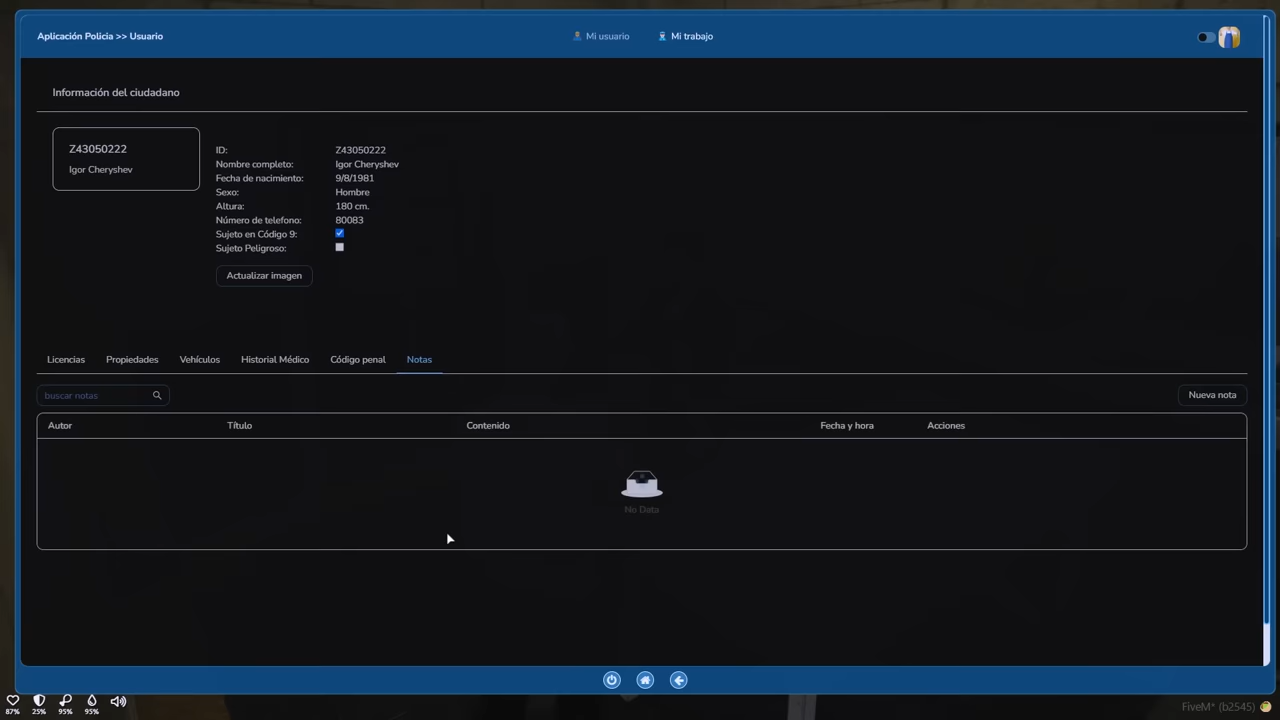 Aplicación Policia >> Usuario
Mi usuario
Mi trabajo
Información del ciudadano
Z43050222
Igor Cheryshev
ID: Z43050222
Nombre completo: Igor Cheryshev
Fecha de nacimiento: 9/8/1981
Sexo: Hombre
Altura: 180 cm.
Número de telefono: 80083
Sujeto en Código 9:
Sujeto Peligroso:
Actualizar imagen
Licencias Propiedades Vehículos Historial Médico Código penal Notas
buscar notas
Nueva nota
Autor Título Contenido Fecha y hora Acciones
No Data
87% 25% 95% 95%
FiveM* (b2545)